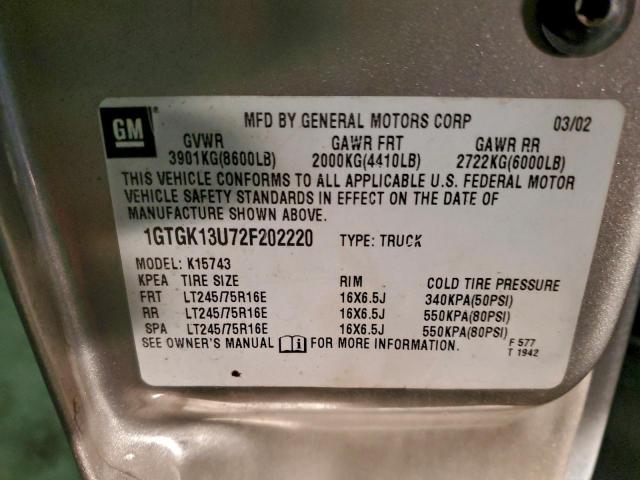 GM
MFD BY GENERAL MOTORS CORP 03/02
GVWR GAWR FRT GAWR RR
3901KG(8600LB) 2000KG(4410LB) 2722KG(6000LB)
THIS VEHICLE CONFORMS TO ALL APPLICABLE U.S. FEDERAL MOTOR
VEHICLE SAFETY STANDARDS IN EFFECT ON THE DATE OF
MANUFACTURE SHOWN ABOVE.
1GTGK13U72F202220 TYPE: TRUCK
MODEL: K15743
KPEA TIRE SIZE RIM COLD TIRE PRESSURE
FRT LT245/75R16E 16X6.5J 340KPA(50PSI)
RR LT245/75R16E 16X6.5J 550KPA(80PSI)
SPA LT245/75R16E 16X6.5J 550KPA(80PSI)
SEE OWNER'S MANUAL FOR MORE INFORMATION.
F 577
T 1942